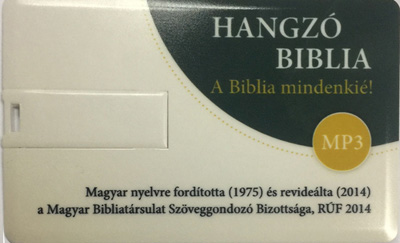 HANGZÓ
BIBLIA
A Biblia mindenkié!
MP3
Magyar nyelvre fordította (1975) és revideálta (2014)
a Magyar Bibliatársulat Szöveggondozó Bizottsága, RÚF 2014